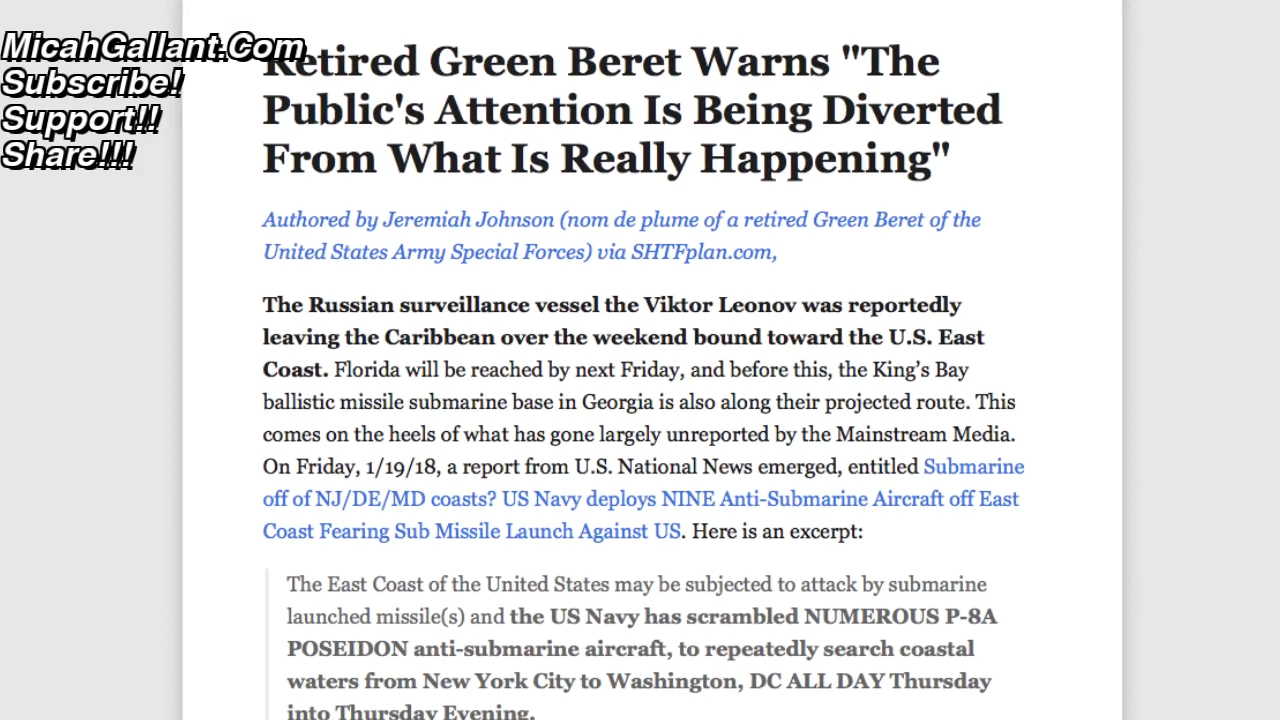 MicahGallant.Com
Subscribe!
Support!!
Share!!!
Retired Green Beret Warns "The
Public's Attention Is Being Diverted
From What Is Really Happening"
Authored by Jeremiah Johnson (nom de plume of a retired Green Beret of the
United States Army Special Forces) via SHTFplan.com,
The Russian surveillance vessel the Viktor Leonov was reportedly
leaving the Caribbean over the weekend bound toward the U.S. East
Coast. Florida will be reached by next Friday, and before this, the King’s Bay
ballistic missile submarine base in Georgia is also along their projected route. This
comes on the heels of what has gone largely unreported by the Mainstream Media.
On Friday, 1/19/18, a report from U.S. National News emerged, entitled Submarine
off of NJ/DE/MD coasts? US Navy deploys NINE Anti-Submarine Aircraft off East
Coast Fearing Sub Missile Launch Against US. Here is an excerpt:
The East Coast of the United States may be subjected to attack by submarine
launched missile(s) and the US Navy has scrambled NUMEROUS P-8A
POSEIDON anti-submarine aircraft, to repeatedly search coastal
waters from New York City to Washington, DC ALL DAY Thursday
into Thursday Evening.